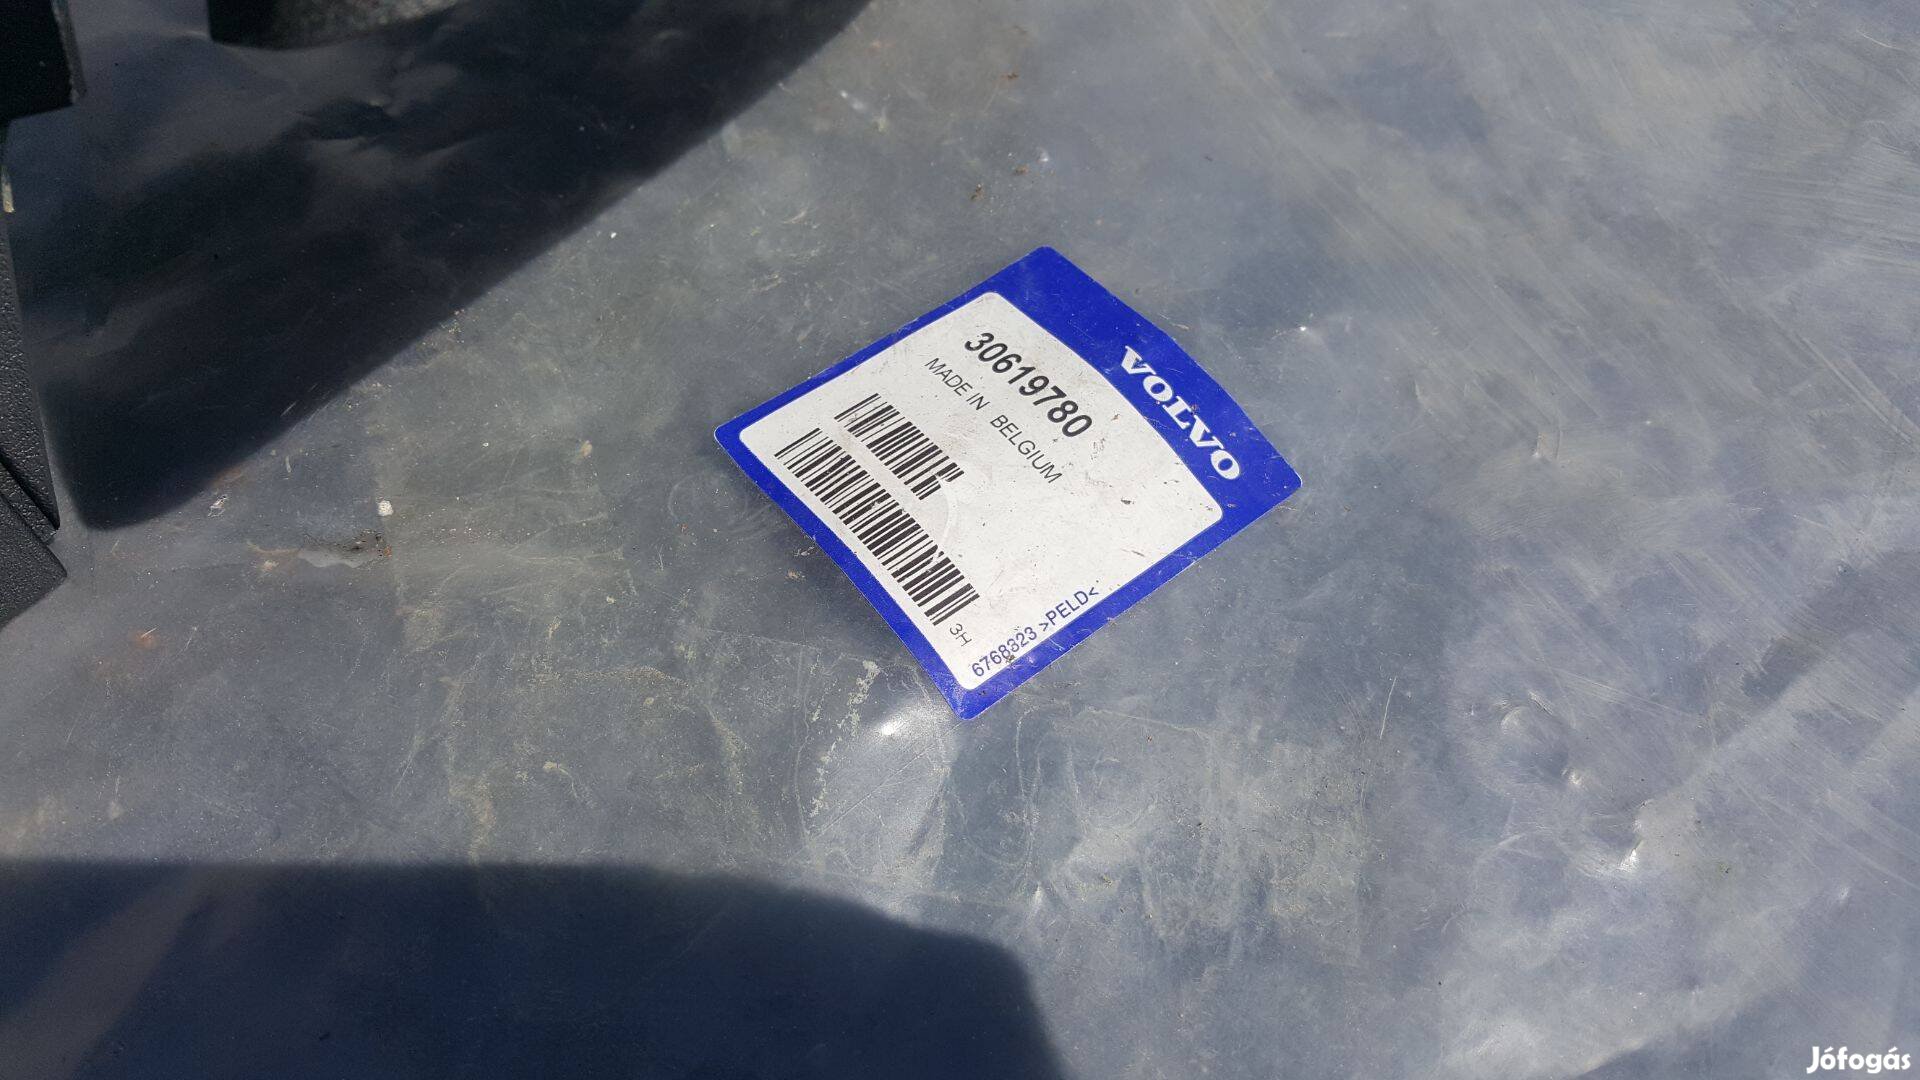 VOLVO
30619780
MADE IN BELGIUM
3H
6768323 >PELD<
Jófogás